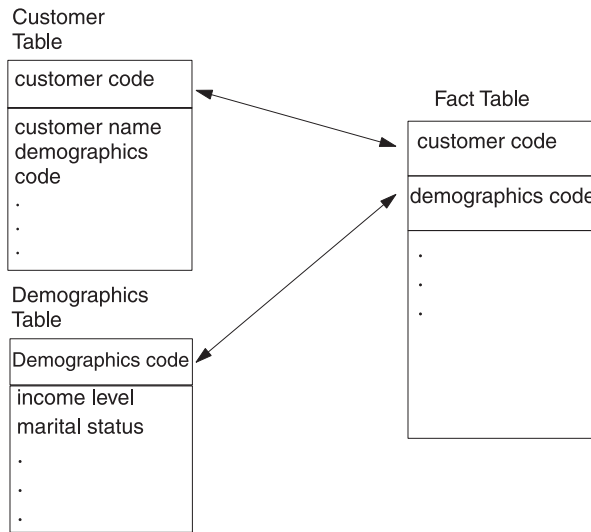 Customer
Table
customer code
customer name
demographics
code
.
.
.
Demographics
Table
Demographics code
income level
marital status
.
.
.
Fact Table
customer code
demographics code
.
.
.